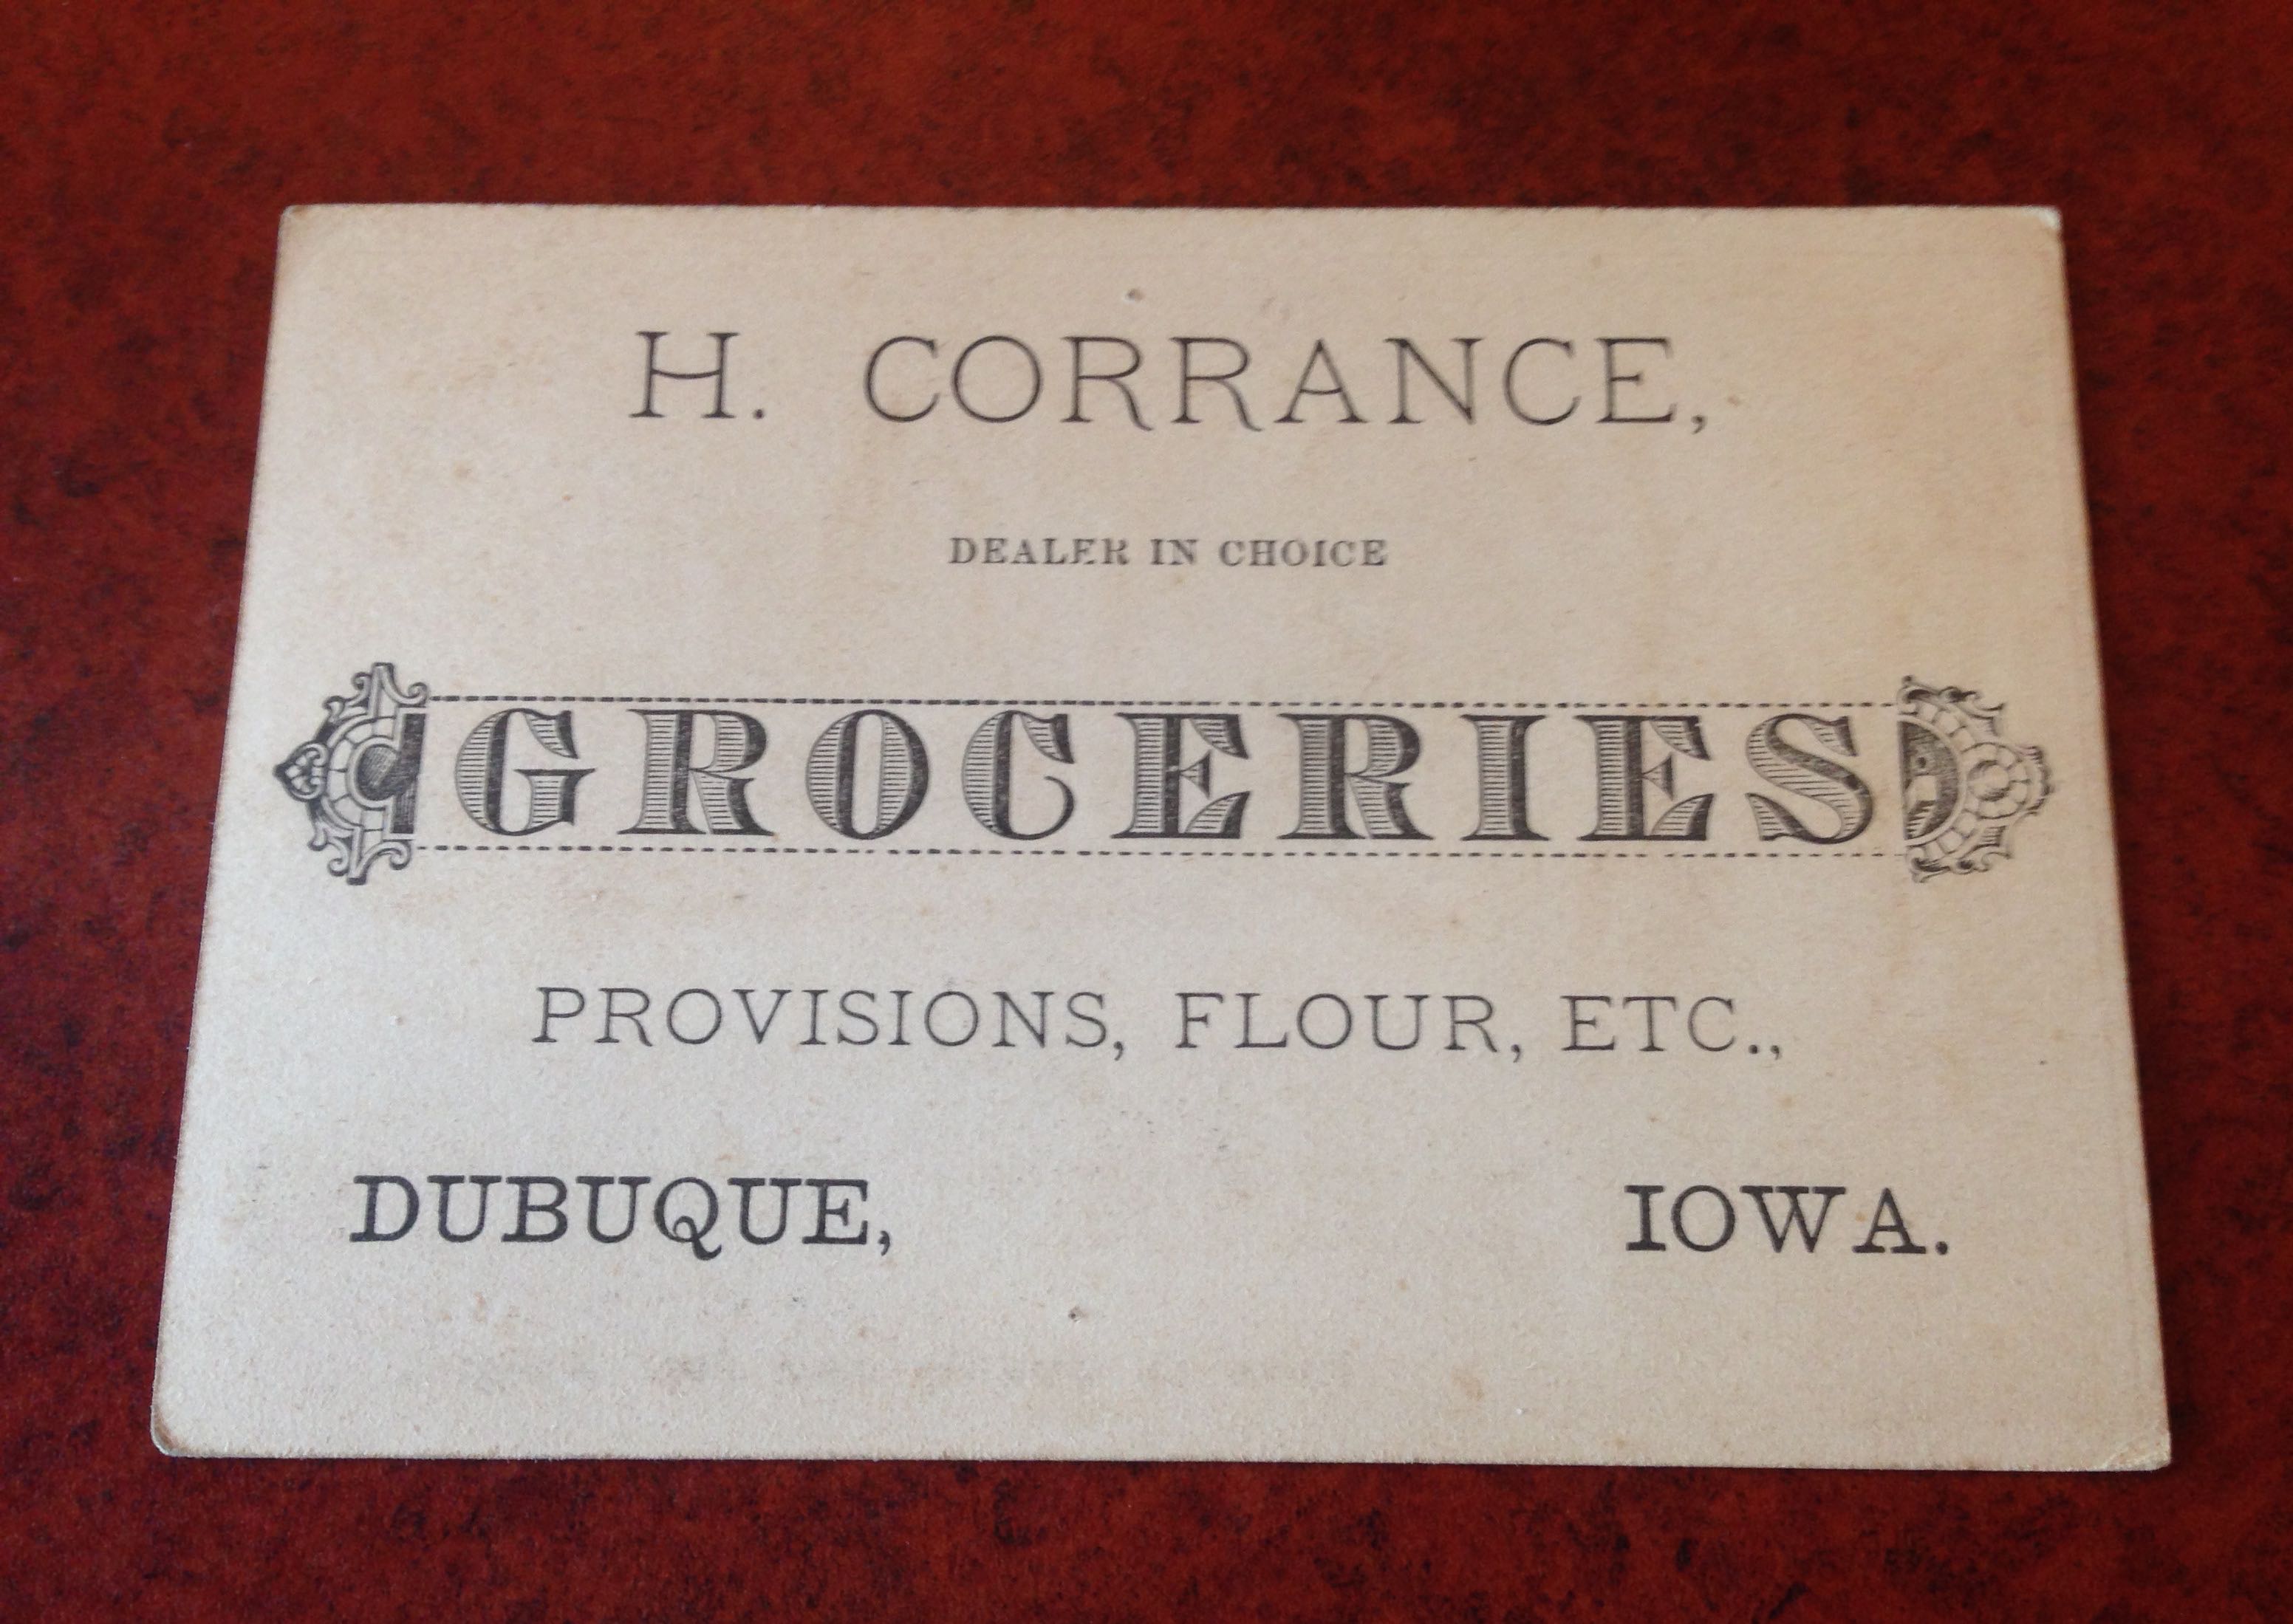 H. CORRANCE,
DEALER IN CHOICE
GROCERIES
PROVISIONS, FLOUR, ETC.,
DUBUQUE, IOWA.